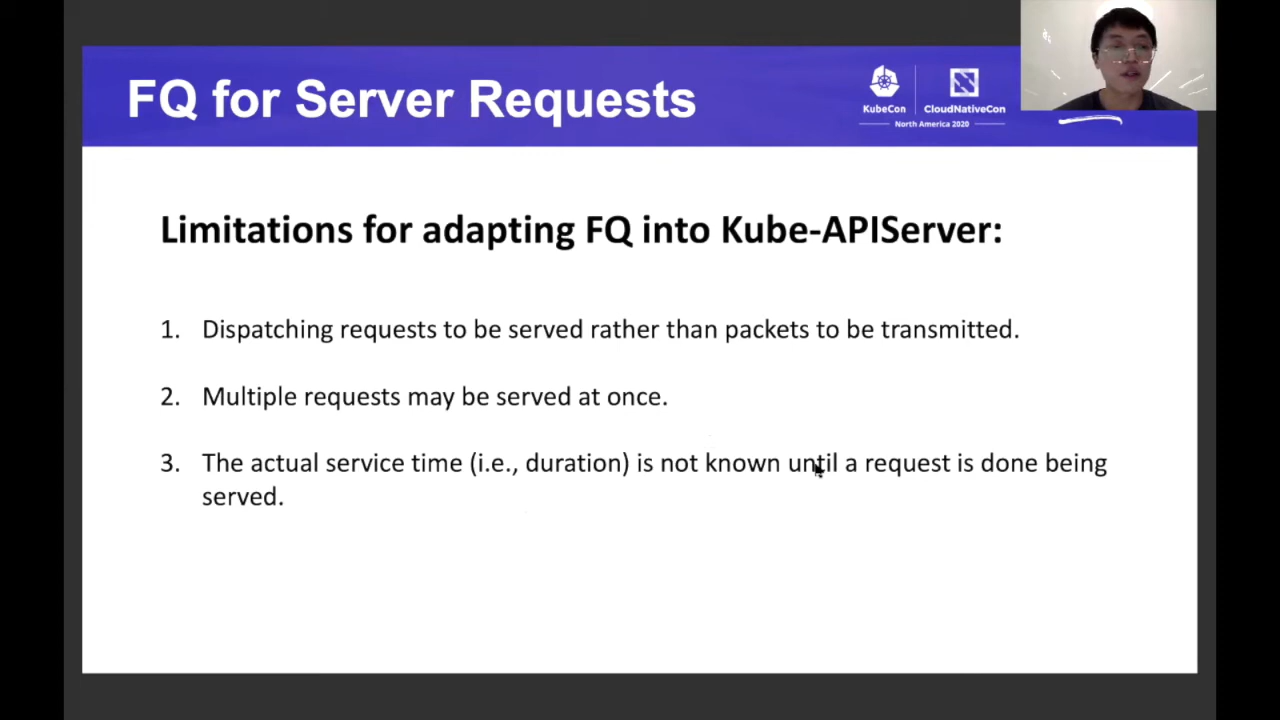 FQ for Server Requests
KubeCon
CloudNativeCon
North America 2020
Limitations for adapting FQ into Kube-APIServer:
1. Dispatching requests to be served rather than packets to be transmitted.
2. Multiple requests may be served at once.
3. The actual service time (i.e., duration) is not known until a request is done being
served.